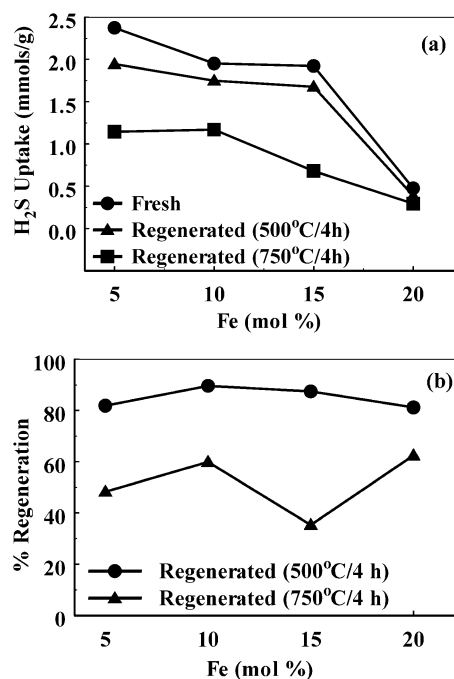 2.5
(a)
2.0
1.5
1.0
0.5
0.0
H₂S Uptake (mmols/g)
Fresh
Regenerated (500°C/4h)
Regenerated (750°C/4h)
5 10 15 20
Fe (mol %)
100
(b)
80
60
40
20
0
% Regeneration
Regenerated (500°C/4 h)
Regenerated (750°C/4 h)
5 10 15 20
Fe (mol %)